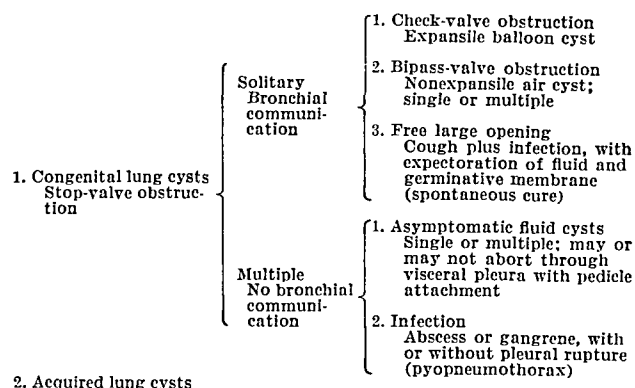 1. Check-valve obstruction
Expansile balloon cyst
2. Bipass-valve obstruction
Nonexpansile air cyst;
single or multiple
3. Free large opening
Cough plus infection, with
expectoration of fluid and
germinative membrane
(spontaneous cure)
Solitary
Bronchial
communi-
cation
1. Congenital lung cysts
Stop-valve obstruc-
tion
1. Asymptomatic fluid cysts
Single or multiple; may or
may not abort through
visceral pleura with pedicle
attachment
2. Infection
Abscess or gangrene, with
or without pleural rupture
(pyopneumothorax)
Multiple
No bronchial
communi-
cation
2. Acquired lung cysts